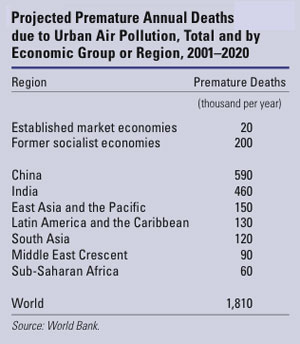 Projected Premature Annual Deaths
due to Urban Air Pollution, Total and by
Economic Group or Region, 2001–2020
Region Premature Deaths
(thousand per year)
Established market economies 20
Former socialist economies 200
China 590
India 460
East Asia and the Pacific 150
Latin America and the Caribbean 130
South Asia 120
Middle East Crescent 90
Sub-Saharan Africa 60
World 1,810
Source: World Bank.